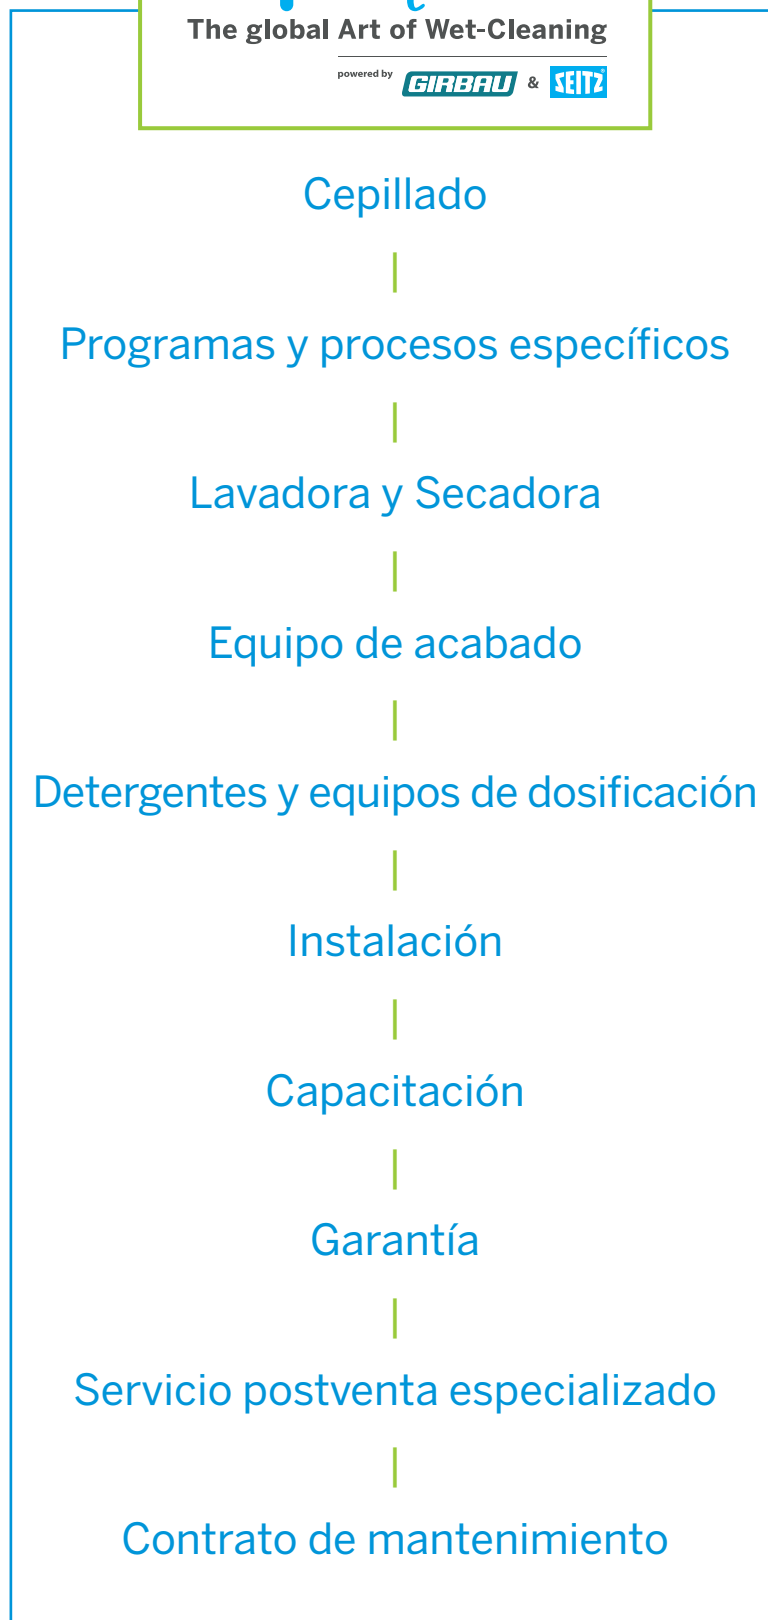 The global Art of Wet-Cleaning
powered by GIRBAU & SEITZ
Cepillado
Programas y procesos específicos
Lavadora y Secadora
Equipo de acabado
Detergentes y equipos de dosificación
Instalación
Capacitación
Garantía
Servicio postventa especializado
Contrato de mantenimiento